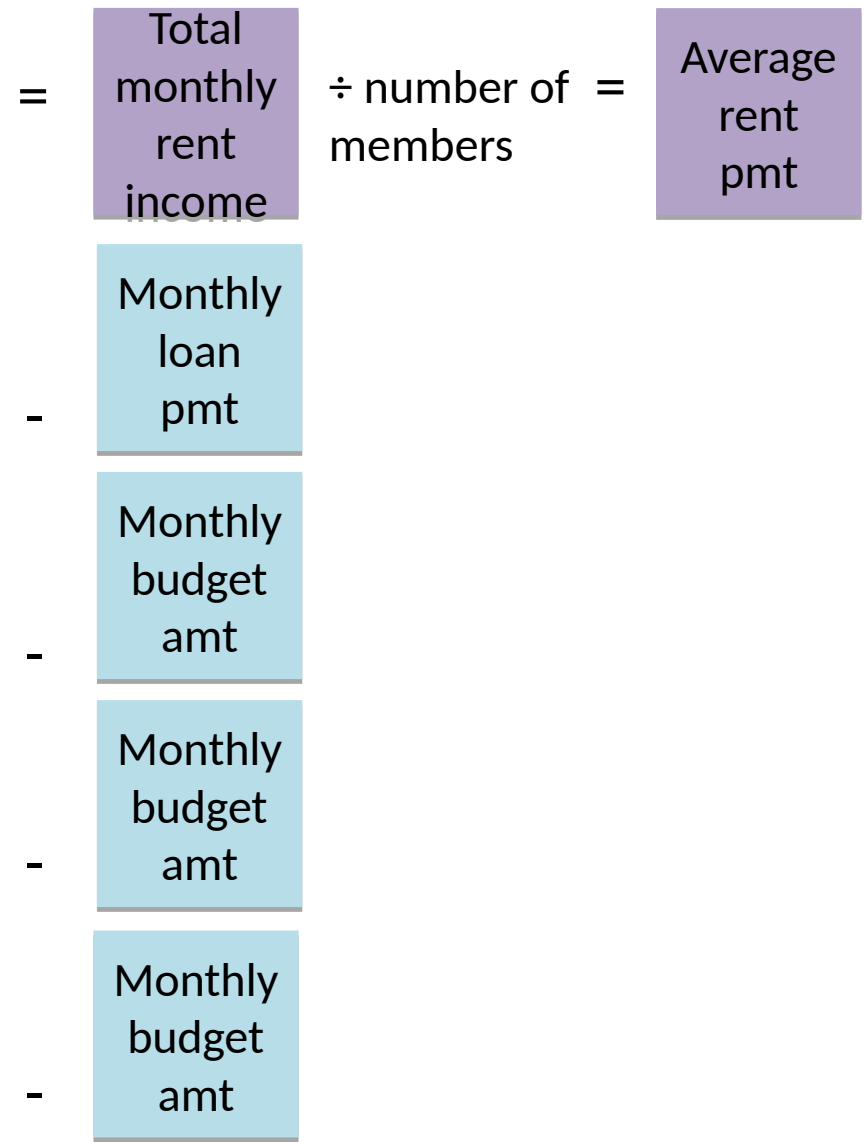 =
Total
monthly
rent
income
÷ number of
members
=
Average
rent
pmt
Monthly
loan
pmt
-
Monthly
budget
amt
-
Monthly
budget
amt
-
Monthly
budget
amt
-